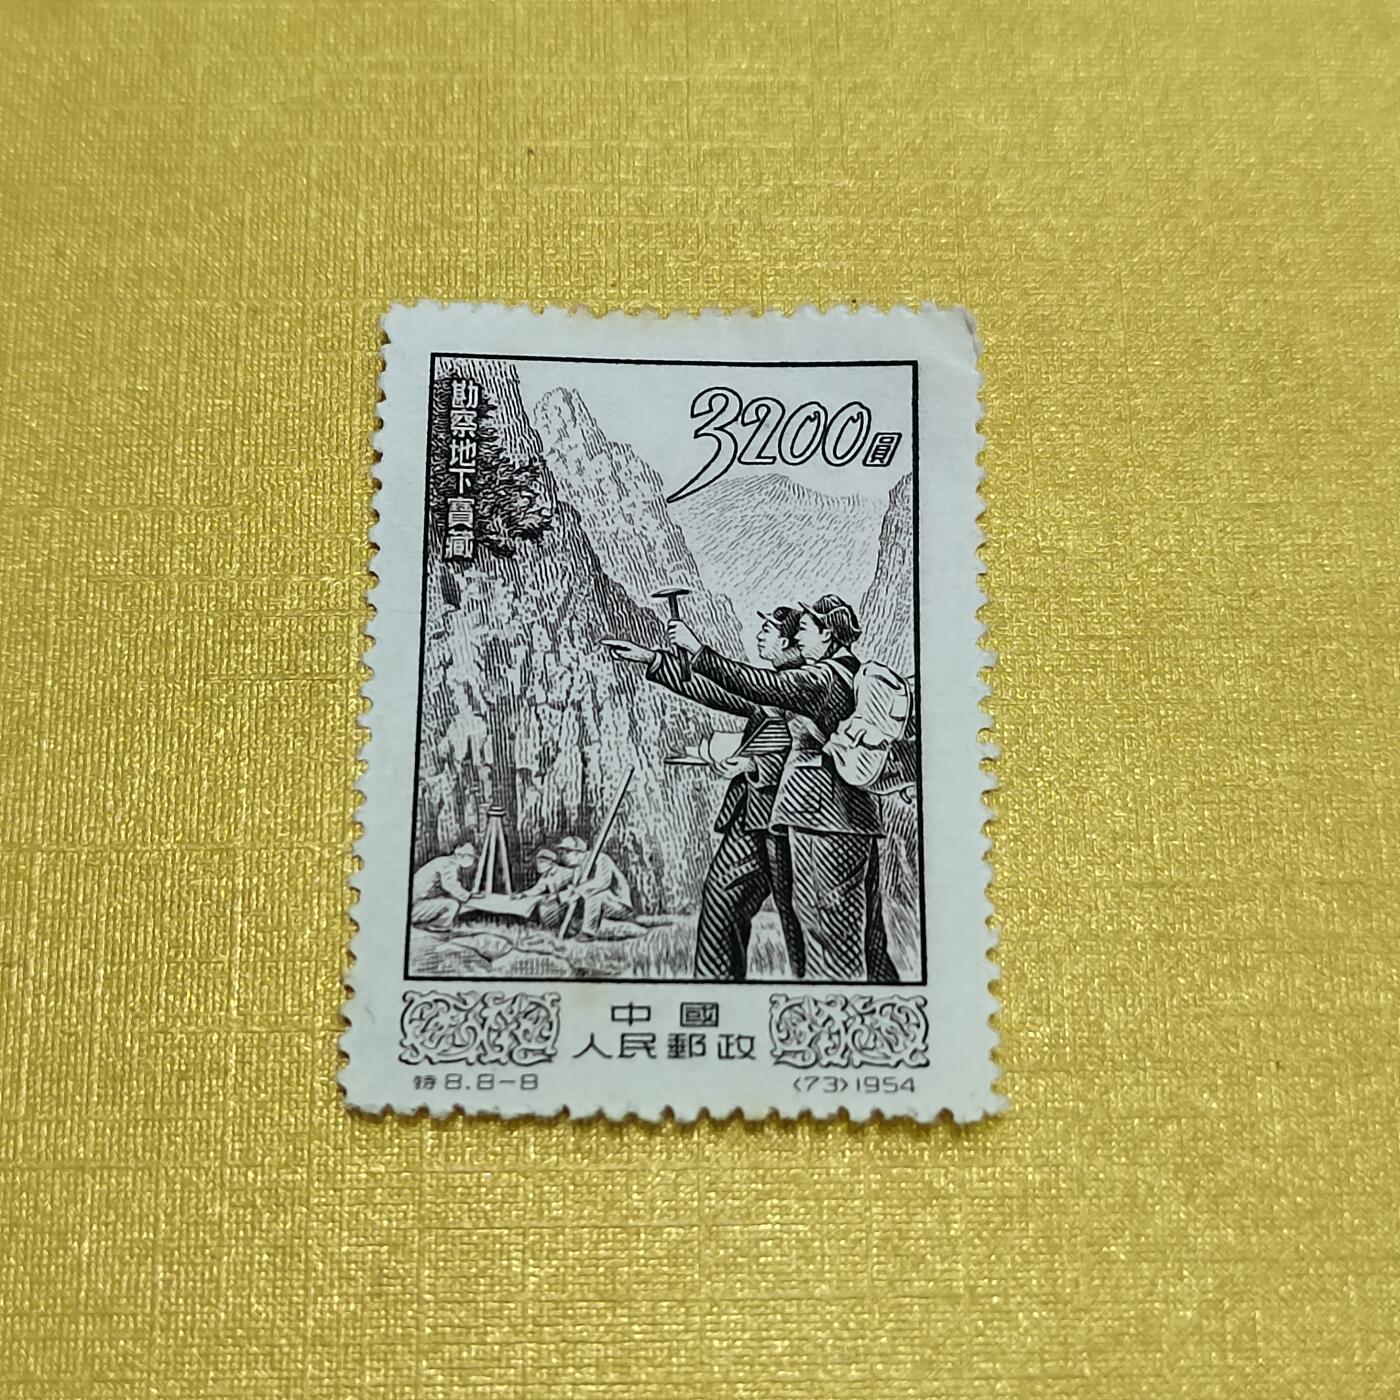 勘察地下寶藏
3200圓
中國
人民郵政
特8.8-8
(73)1954